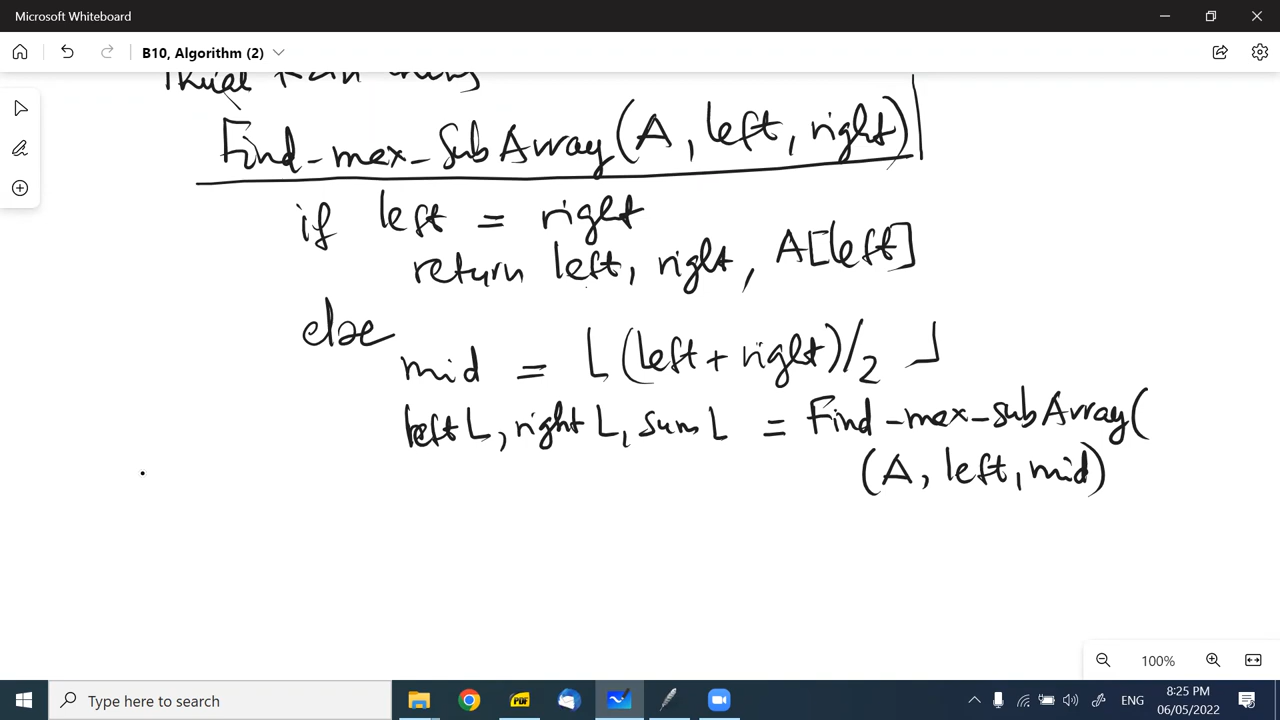 Microsoft Whiteboard
B10, Algorithm (2)
Find-max-SubArray(A, left, right)
if left = right
return left, right, A[left]
else
mid = ⌊(left + right)/2⌋
leftL, rightL, sumL = Find-max-subArray(
(A, left, mid)
100%
Type here to search
PDF
ENG
8:25 PM
06/05/2022